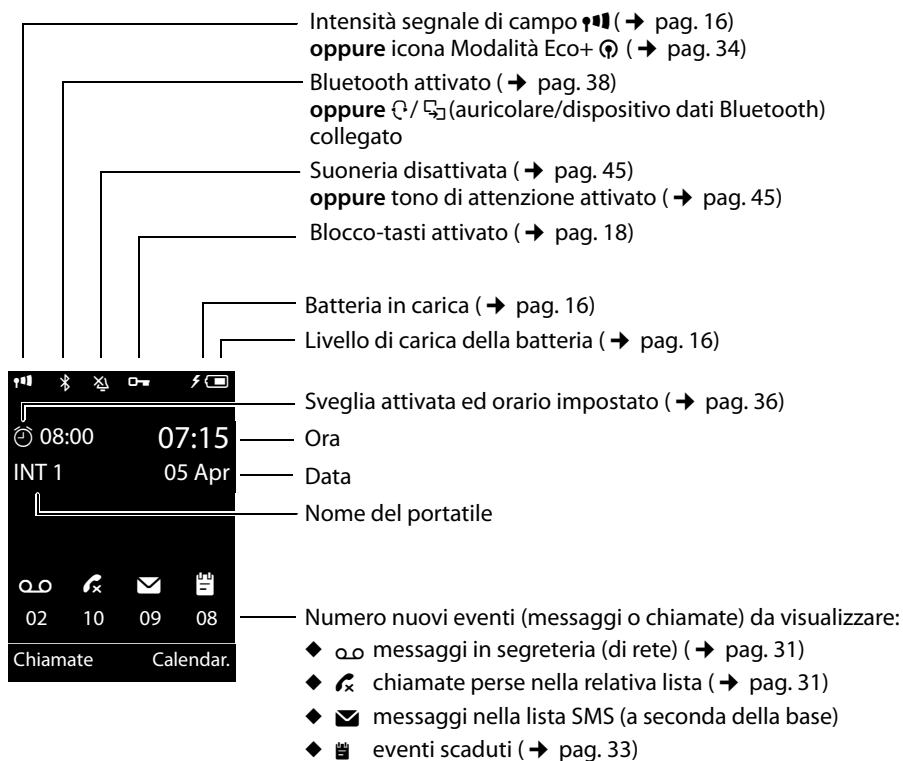 Intensità segnale di campo (➔ pag. 16)
oppure icona Modalità Eco+ (➔ pag. 34)
Bluetooth attivato (➔ pag. 38)
oppure / (auricolare/dispositivo dati Bluetooth)
collegato
Suoneria disattivata (➔ pag. 45)
oppure tono di attenzione attivato (➔ pag. 45)
Blocco-tasti attivato (➔ pag. 18)
Batteria in carica (➔ pag. 16)
Livello di carica della batteria (➔ pag. 16)
Sveglia attivata ed orario impostato (➔ pag. 36)
08:00 07:15
Ora
INT 1 05 Apr
Data
Nome del portatile
02 10 09 08
Numero nuovi eventi (messaggi o chiamate) da visualizzare:
Chiamate Calendar.
◆ messaggi in segreteria (di rete) (➔ pag. 31)
◆ chiamate perse nella relativa lista (➔ pag. 31)
◆ messaggi nella lista SMS (a seconda della base)
◆ eventi scaduti (➔ pag. 33)